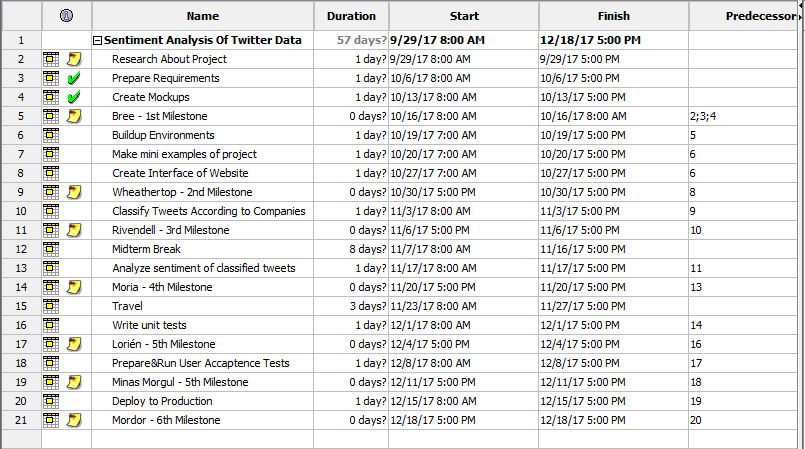 Name Duration Start Finish Predecessors
1 Sentiment Analysis Of Twitter Data 57 days? 9/29/17 8:00 AM 12/18/17 5:00 PM
2 Research About Project 1 day? 9/29/17 8:00 AM 9/29/17 5:00 PM
3 Prepare Requirements 1 day? 10/6/17 8:00 AM 10/6/17 5:00 PM
4 Create Mockups 1 day? 10/13/17 8:00 AM 10/13/17 5:00 PM
5 Bree - 1st Milestone 0 days? 10/16/17 8:00 AM 10/16/17 8:00 AM 2;3;4
6 Buildup Environments 1 day? 10/19/17 7:00 AM 10/19/17 5:00 PM 5
7 Make mini examples of project 1 day? 10/20/17 7:00 AM 10/20/17 5:00 PM 6
8 Create Interface of Website 1 day? 10/27/17 7:00 AM 10/27/17 5:00 PM 6
9 Wheathertop - 2nd Milestone 0 days? 10/30/17 5:00 PM 10/30/17 5:00 PM 8
10 Classify Tweets According to Companies 1 day? 11/3/17 8:00 AM 11/3/17 5:00 PM 9
11 Rivendell - 3rd Milestone 0 days? 11/6/17 5:00 PM 11/6/17 5:00 PM 10
12 Midterm Break 8 days? 11/7/17 8:00 AM 11/16/17 5:00 PM
13 Analyze sentiment of classified tweets 1 day? 11/17/17 8:00 AM 11/17/17 5:00 PM 11
14 Moria - 4th Milestone 0 days? 11/20/17 5:00 PM 11/20/17 5:00 PM 13
15 Travel 3 days? 11/23/17 8:00 AM 11/27/17 5:00 PM
16 Write unit tests 1 day? 12/1/17 8:00 AM 12/1/17 5:00 PM 14
17 Lorién - 5th Milestone 0 days? 12/4/17 5:00 PM 12/4/17 5:00 PM 16
18 Prepare&Run User Accaptence Tests 1 day? 12/8/17 8:00 AM 12/8/17 5:00 PM 17
19 Minas Morgul - 5th Milestone 0 days? 12/11/17 5:00 PM 12/11/17 5:00 PM 18
20 Deploy to Production 1 day? 12/15/17 8:00 AM 12/15/17 5:00 PM 19
21 Mordor - 6th Milestone 0 days? 12/18/17 5:00 PM 12/18/17 5:00 PM 20